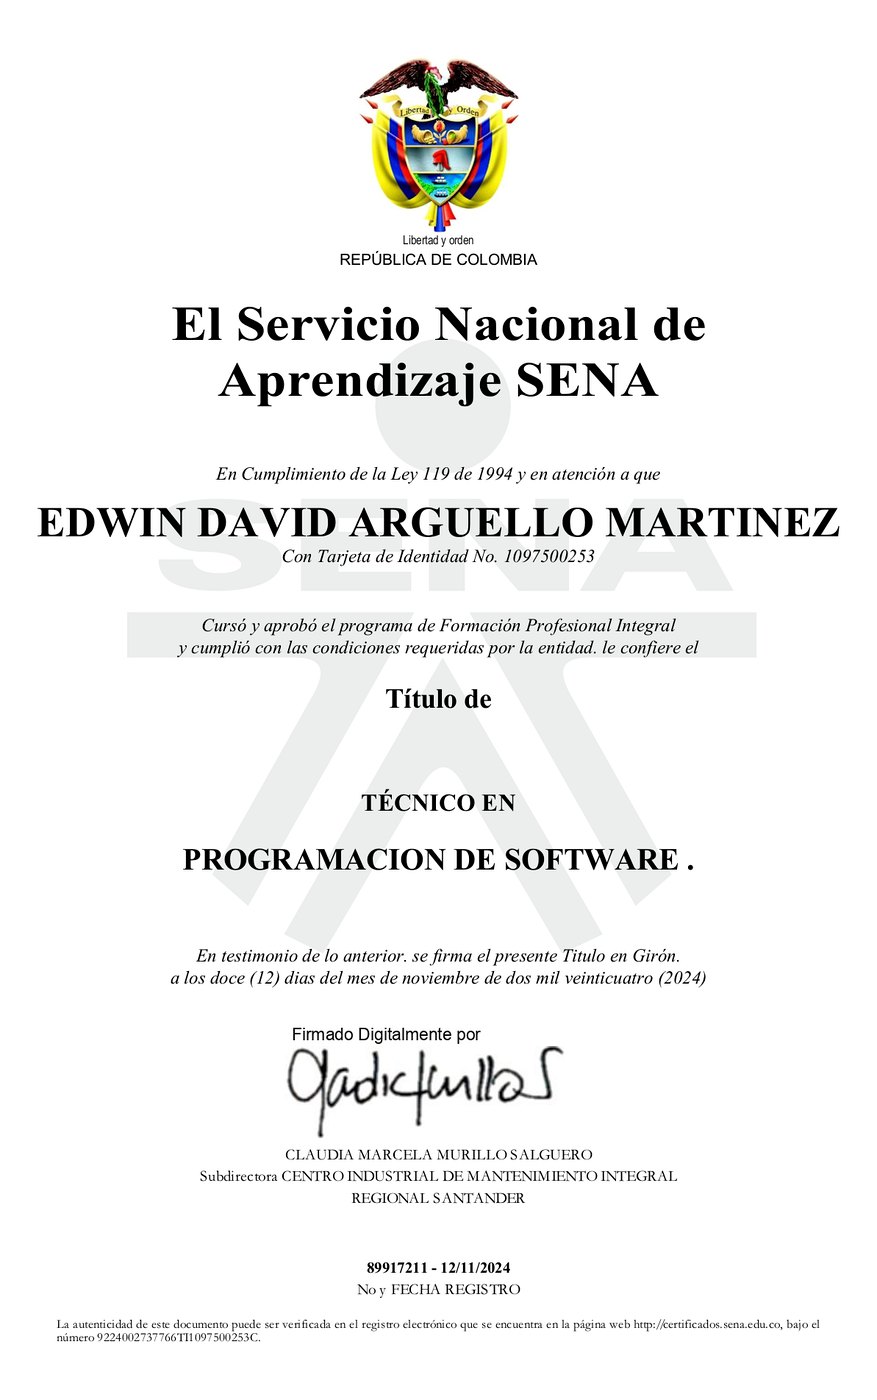 Libertad y Orden
Libertad y orden
REPÚBLICA DE COLOMBIA
El Servicio Nacional de
Aprendizaje SENA
En Cumplimiento de la Ley 119 de 1994 y en atención a que
SENA
EDWIN DAVID ARGUELLO MARTINEZ
Con Tarjeta de Identidad No. 1097500253
Cursó y aprobó el programa de Formación Profesional Integral
y cumplió con las condiciones requeridas por la entidad. le confiere el
Título de
TÉCNICO EN
PROGRAMACION DE SOFTWARE .
En testimonio de lo anterior. se firma el presente Titulo en Girón.
a los doce (12) dias del mes de noviembre de dos mil veinticuatro (2024)
Firmado Digitalmente por
CLAUDIA MARCELA MURILLO SALGUERO
Subdirectora CENTRO INDUSTRIAL DE MANTENIMIENTO INTEGRAL
REGIONAL SANTANDER
89917211 - 12/11/2024
No y FECHA REGISTRO
La autenticidad de este documento puede ser verificada en el registro electrónico que se encuentra en la página web http://certificados.sena.edu.co, bajo el
número 9224002737766TI1097500253C.